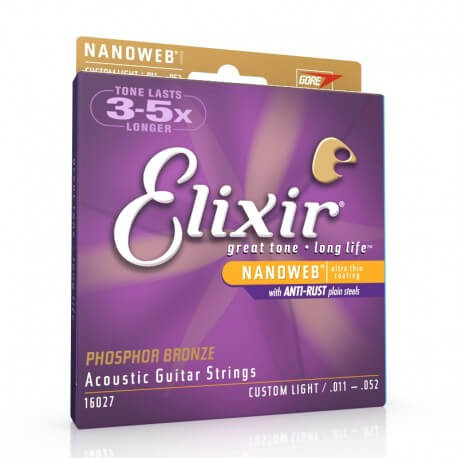 NANOWEB®
CUSTOM LIGHT / .011 — .052
GORE
TONE LASTS
3-5x
LONGER
Elixir®
great tone • long life™
NANOWEB® ultra thin
coating
with ANTI-RUST plain steels
PHOSPHOR BRONZE
Acoustic Guitar Strings
16027
CUSTOM LIGHT / .011 — .052